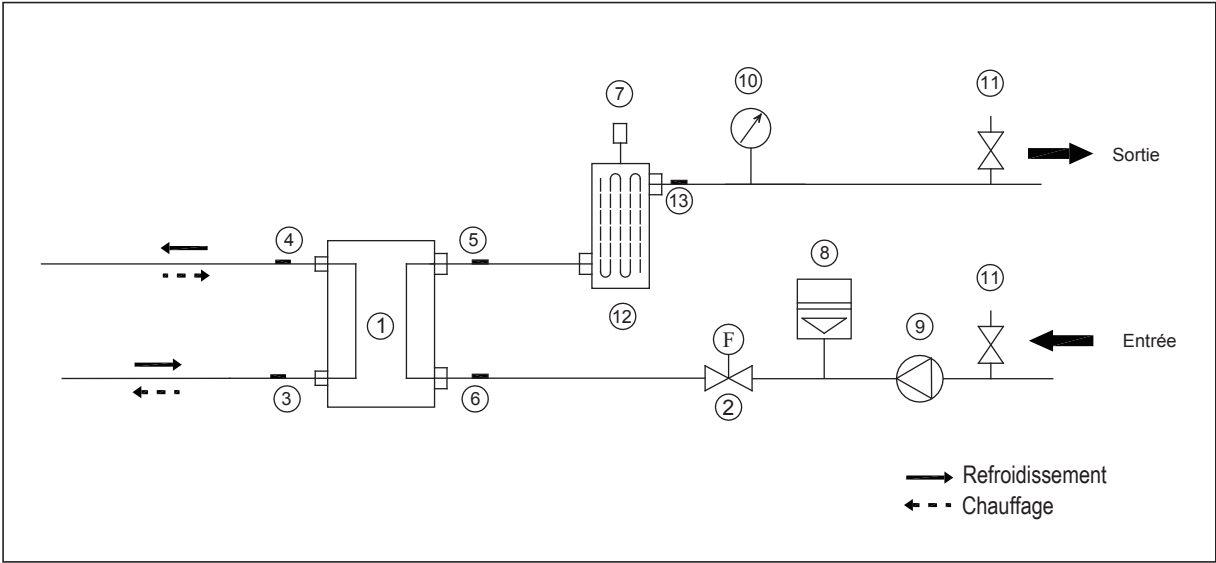 11
10
7
Sortie
13
4
5
8
11
12
1
9
F
Entrée
3
6
2
Refroidissement
Chauffage